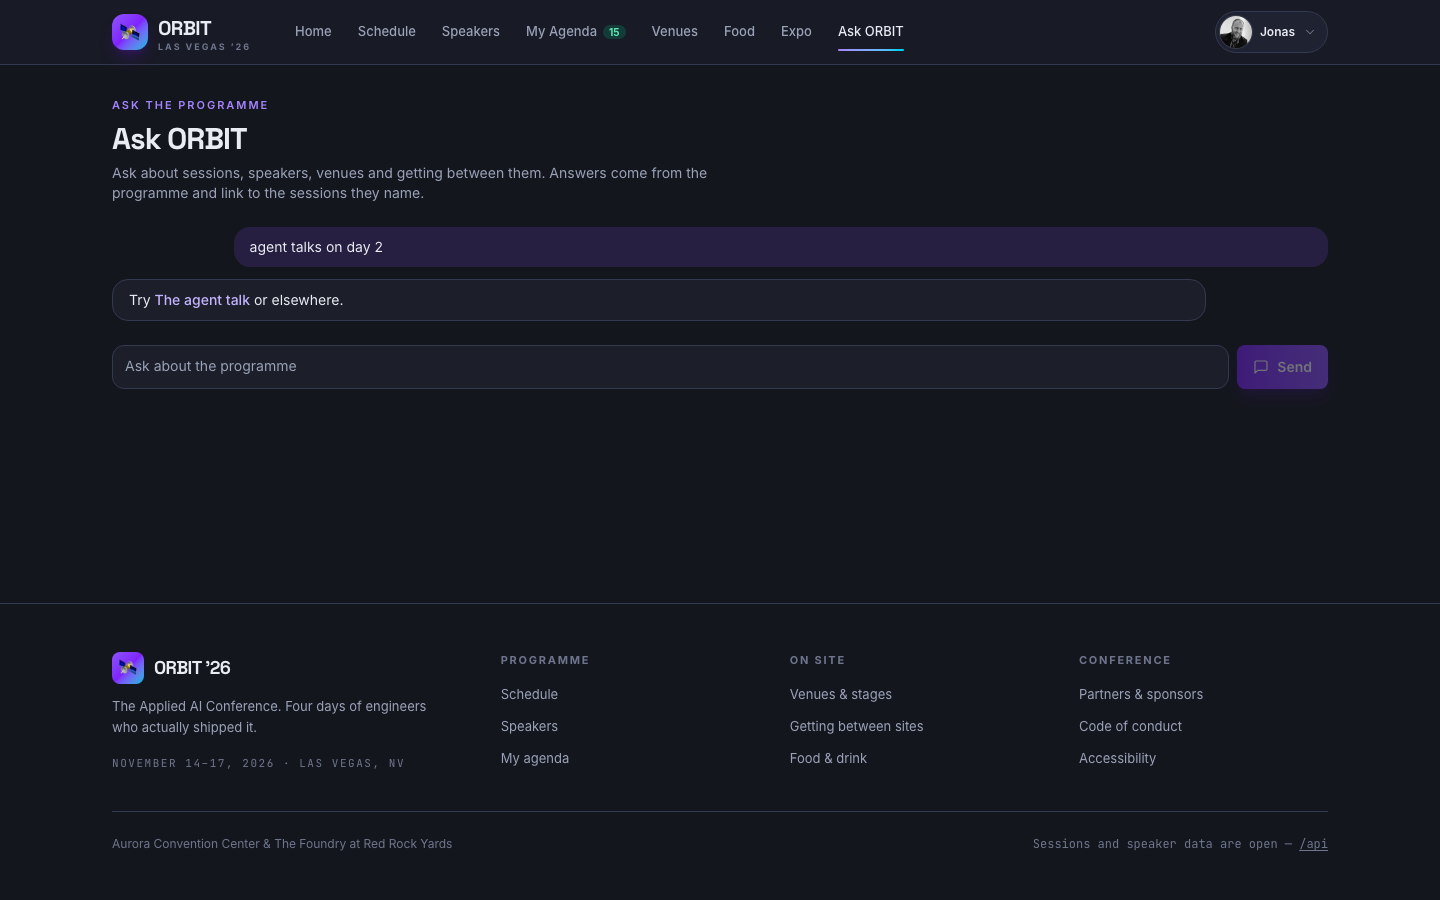 ORBIT
LAS VEGAS '26
Home
Schedule
Speakers
My Agenda 15
Venues
Food
Expo
Ask ORBIT
Jonas
ASK THE PROGRAMME
Ask ORBIT
Ask about sessions, speakers, venues and getting between them. Answers come from the
programme and link to the sessions they name.
agent talks on day 2
Try The agent talk or elsewhere.
Ask about the programme
Send
ORBIT '26
The Applied AI Conference. Four days of engineers
who actually shipped it.
NOVEMBER 14–17, 2026 · LAS VEGAS, NV
PROGRAMME
Schedule
Speakers
My agenda
ON SITE
Venues & stages
Getting between sites
Food & drink
CONFERENCE
Partners & sponsors
Code of conduct
Accessibility
Aurora Convention Center & The Foundry at Red Rock Yards
Sessions and speaker data are open — /api